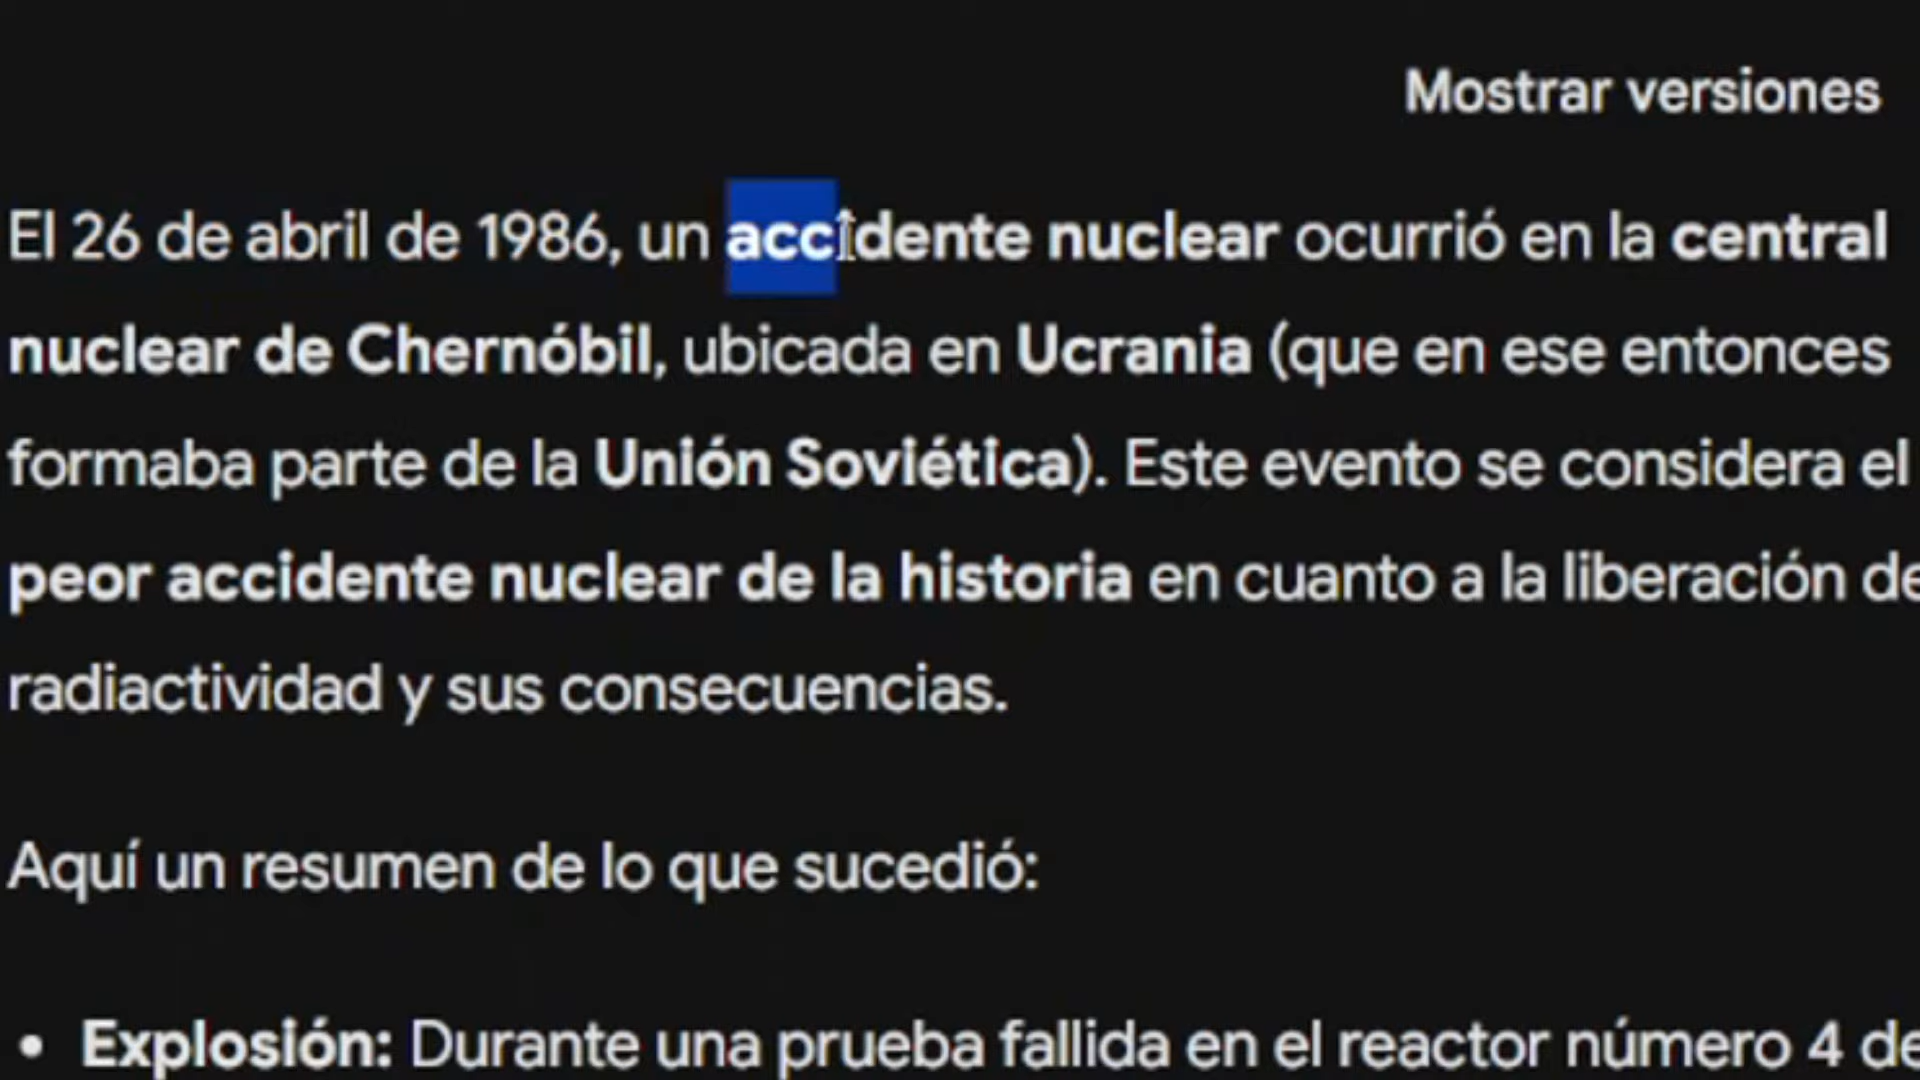 Mostrar versiones
El 26 de abril de 1986, un accidente nuclear ocurrió en la central
nuclear de Chernóbil, ubicada en Ucrania (que en ese entonces
formaba parte de la Unión Soviética). Este evento se considera el
peor accidente nuclear de la historia en cuanto a la liberación de
radiactividad y sus consecuencias.
Aquí un resumen de lo que sucedió:
• Explosión: Durante una prueba fallida en el reactor número 4 de